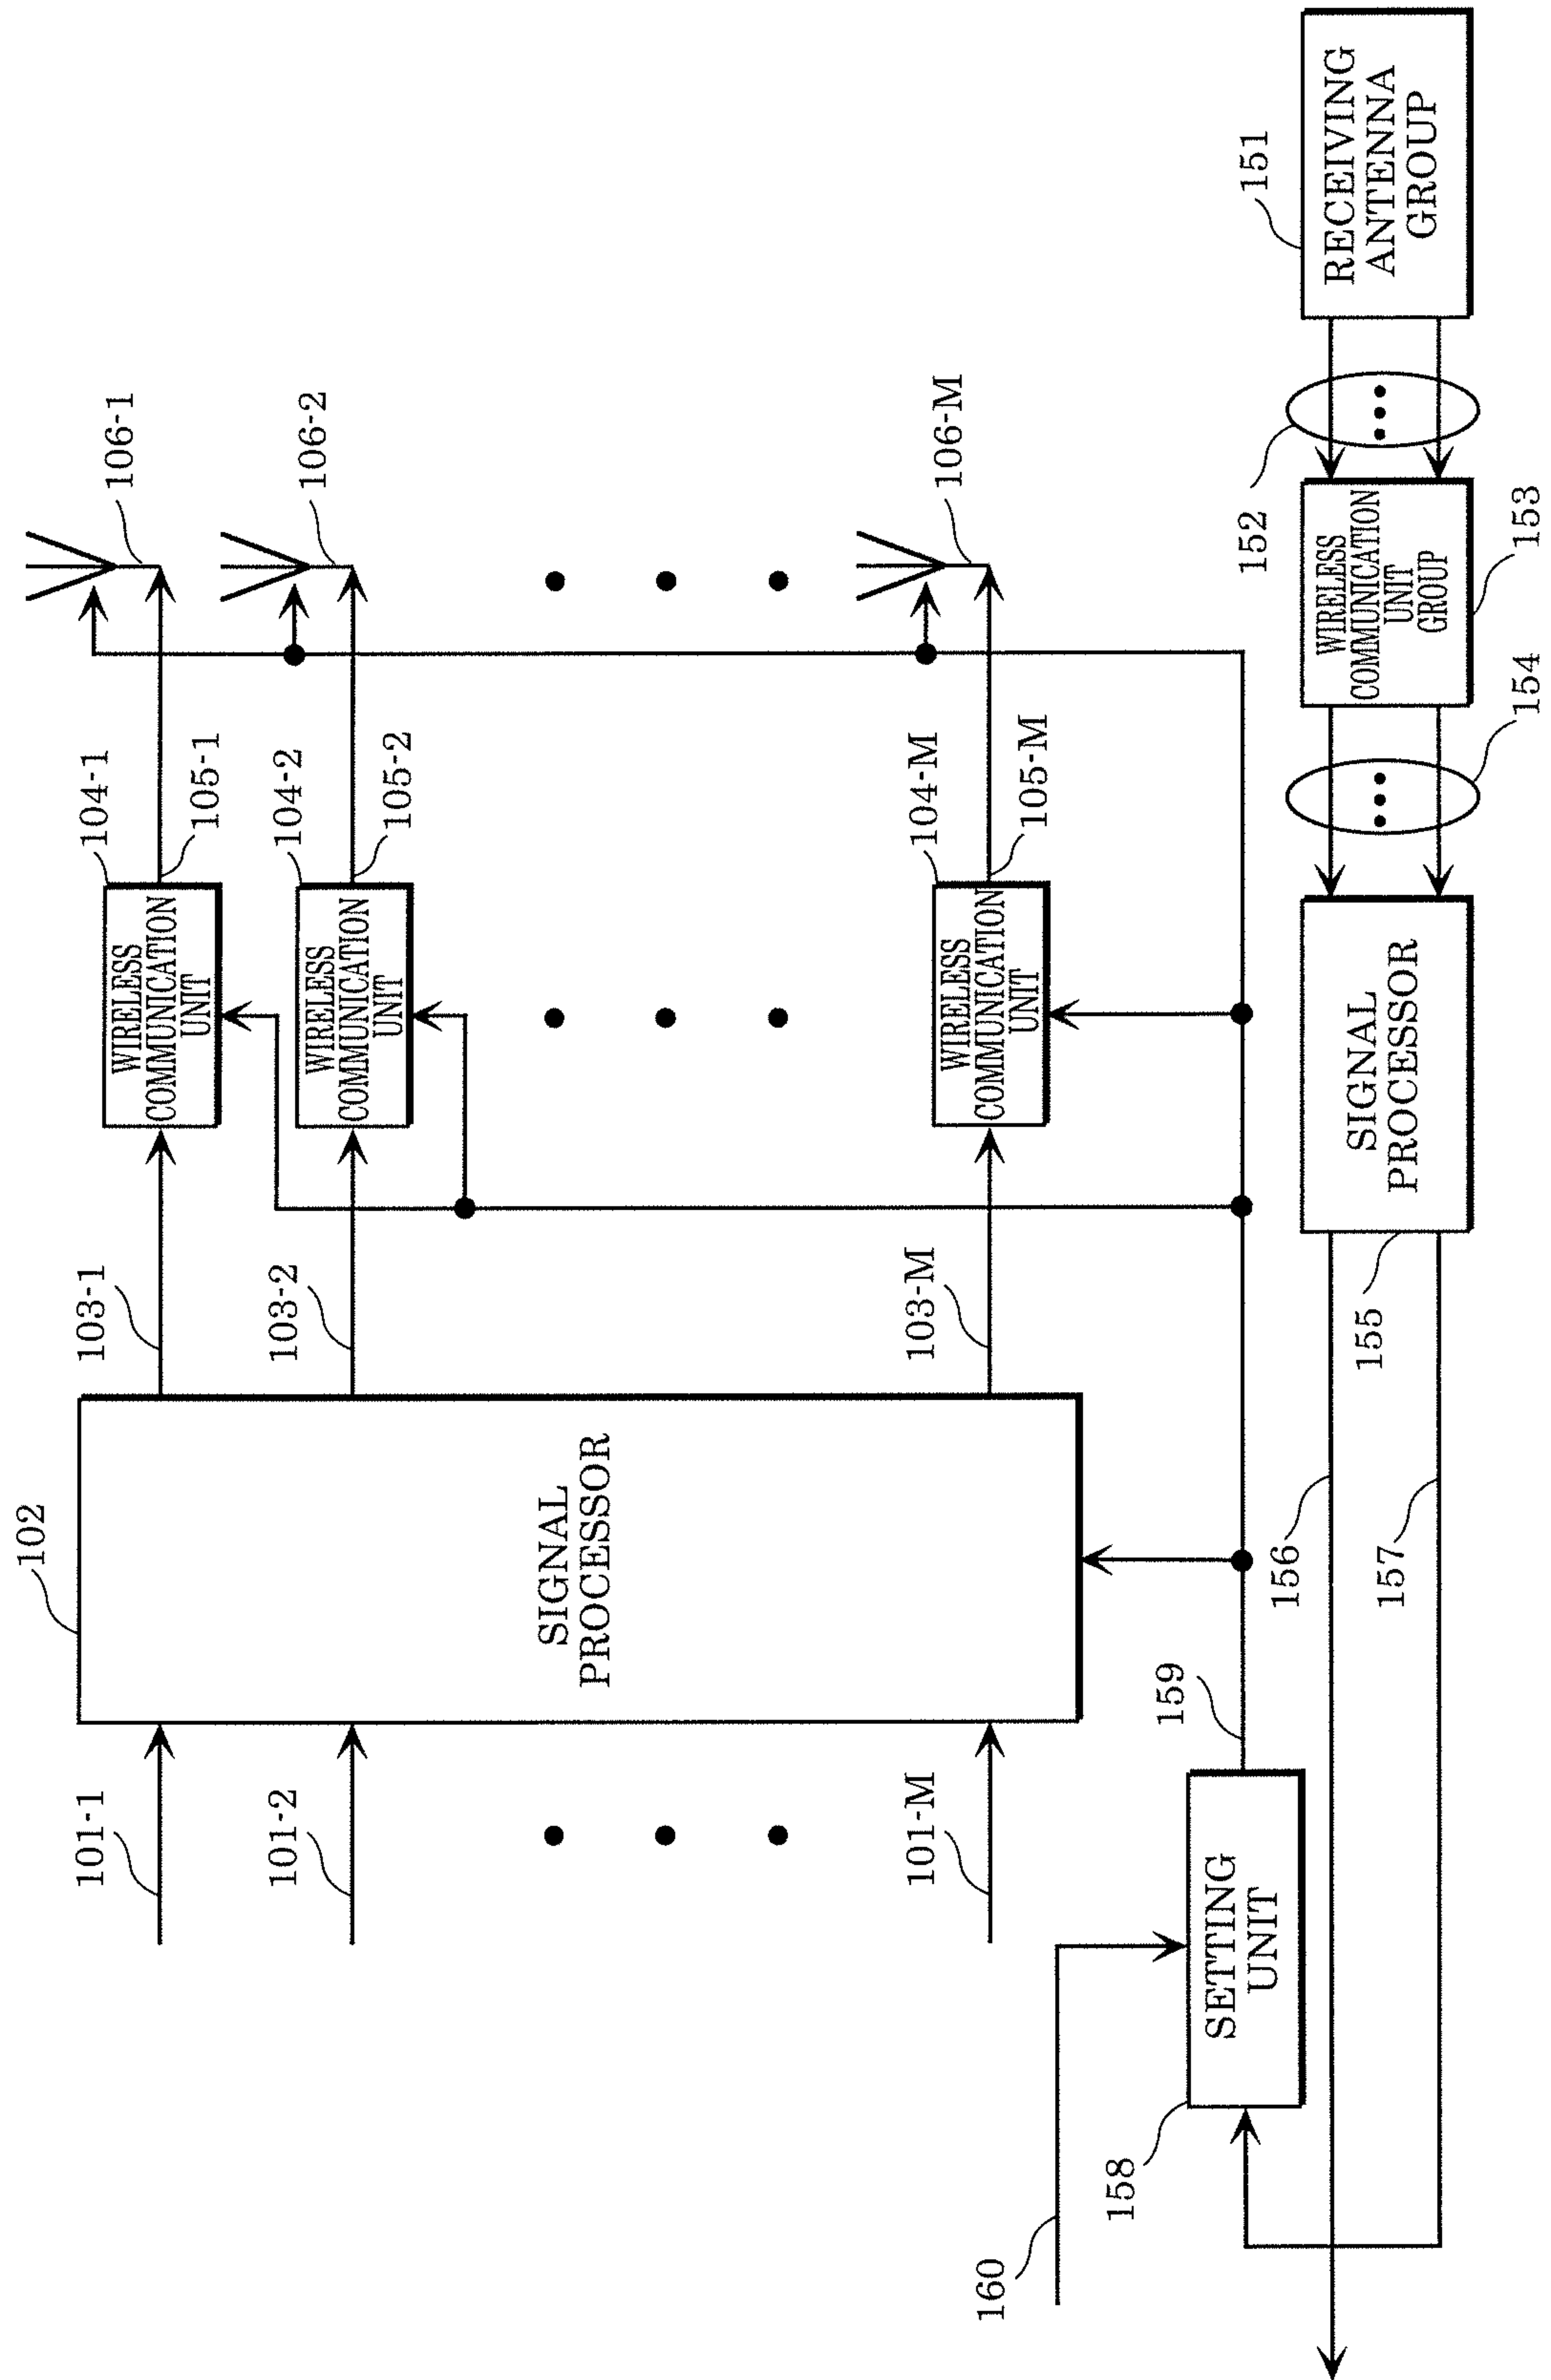 102
101-1
103-1
104-1
WIRELESS
COMMUNICATION
UNIT
105-1
106-1
101-2
103-2
104-2
WIRELESS
COMMUNICATION
UNIT
105-2
106-2
SIGNAL
PROCESSOR
101-M
103-M
104-M
WIRELESS
COMMUNICATION
UNIT
105-M
106-M
160
158
SETTING
UNIT
159
156
157
155
SIGNAL
PROCESSOR
154
WIRELESS
COMMUNICATION
UNIT
GROUP
153
152
151
RECEIVING
ANTENNA
GROUP